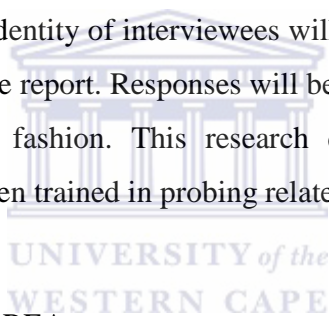 dentity of interviewees will
e report. Responses will be
fashion. This research
en trained in probing relate
UNIVERSITY of the
WESTERN CAPE